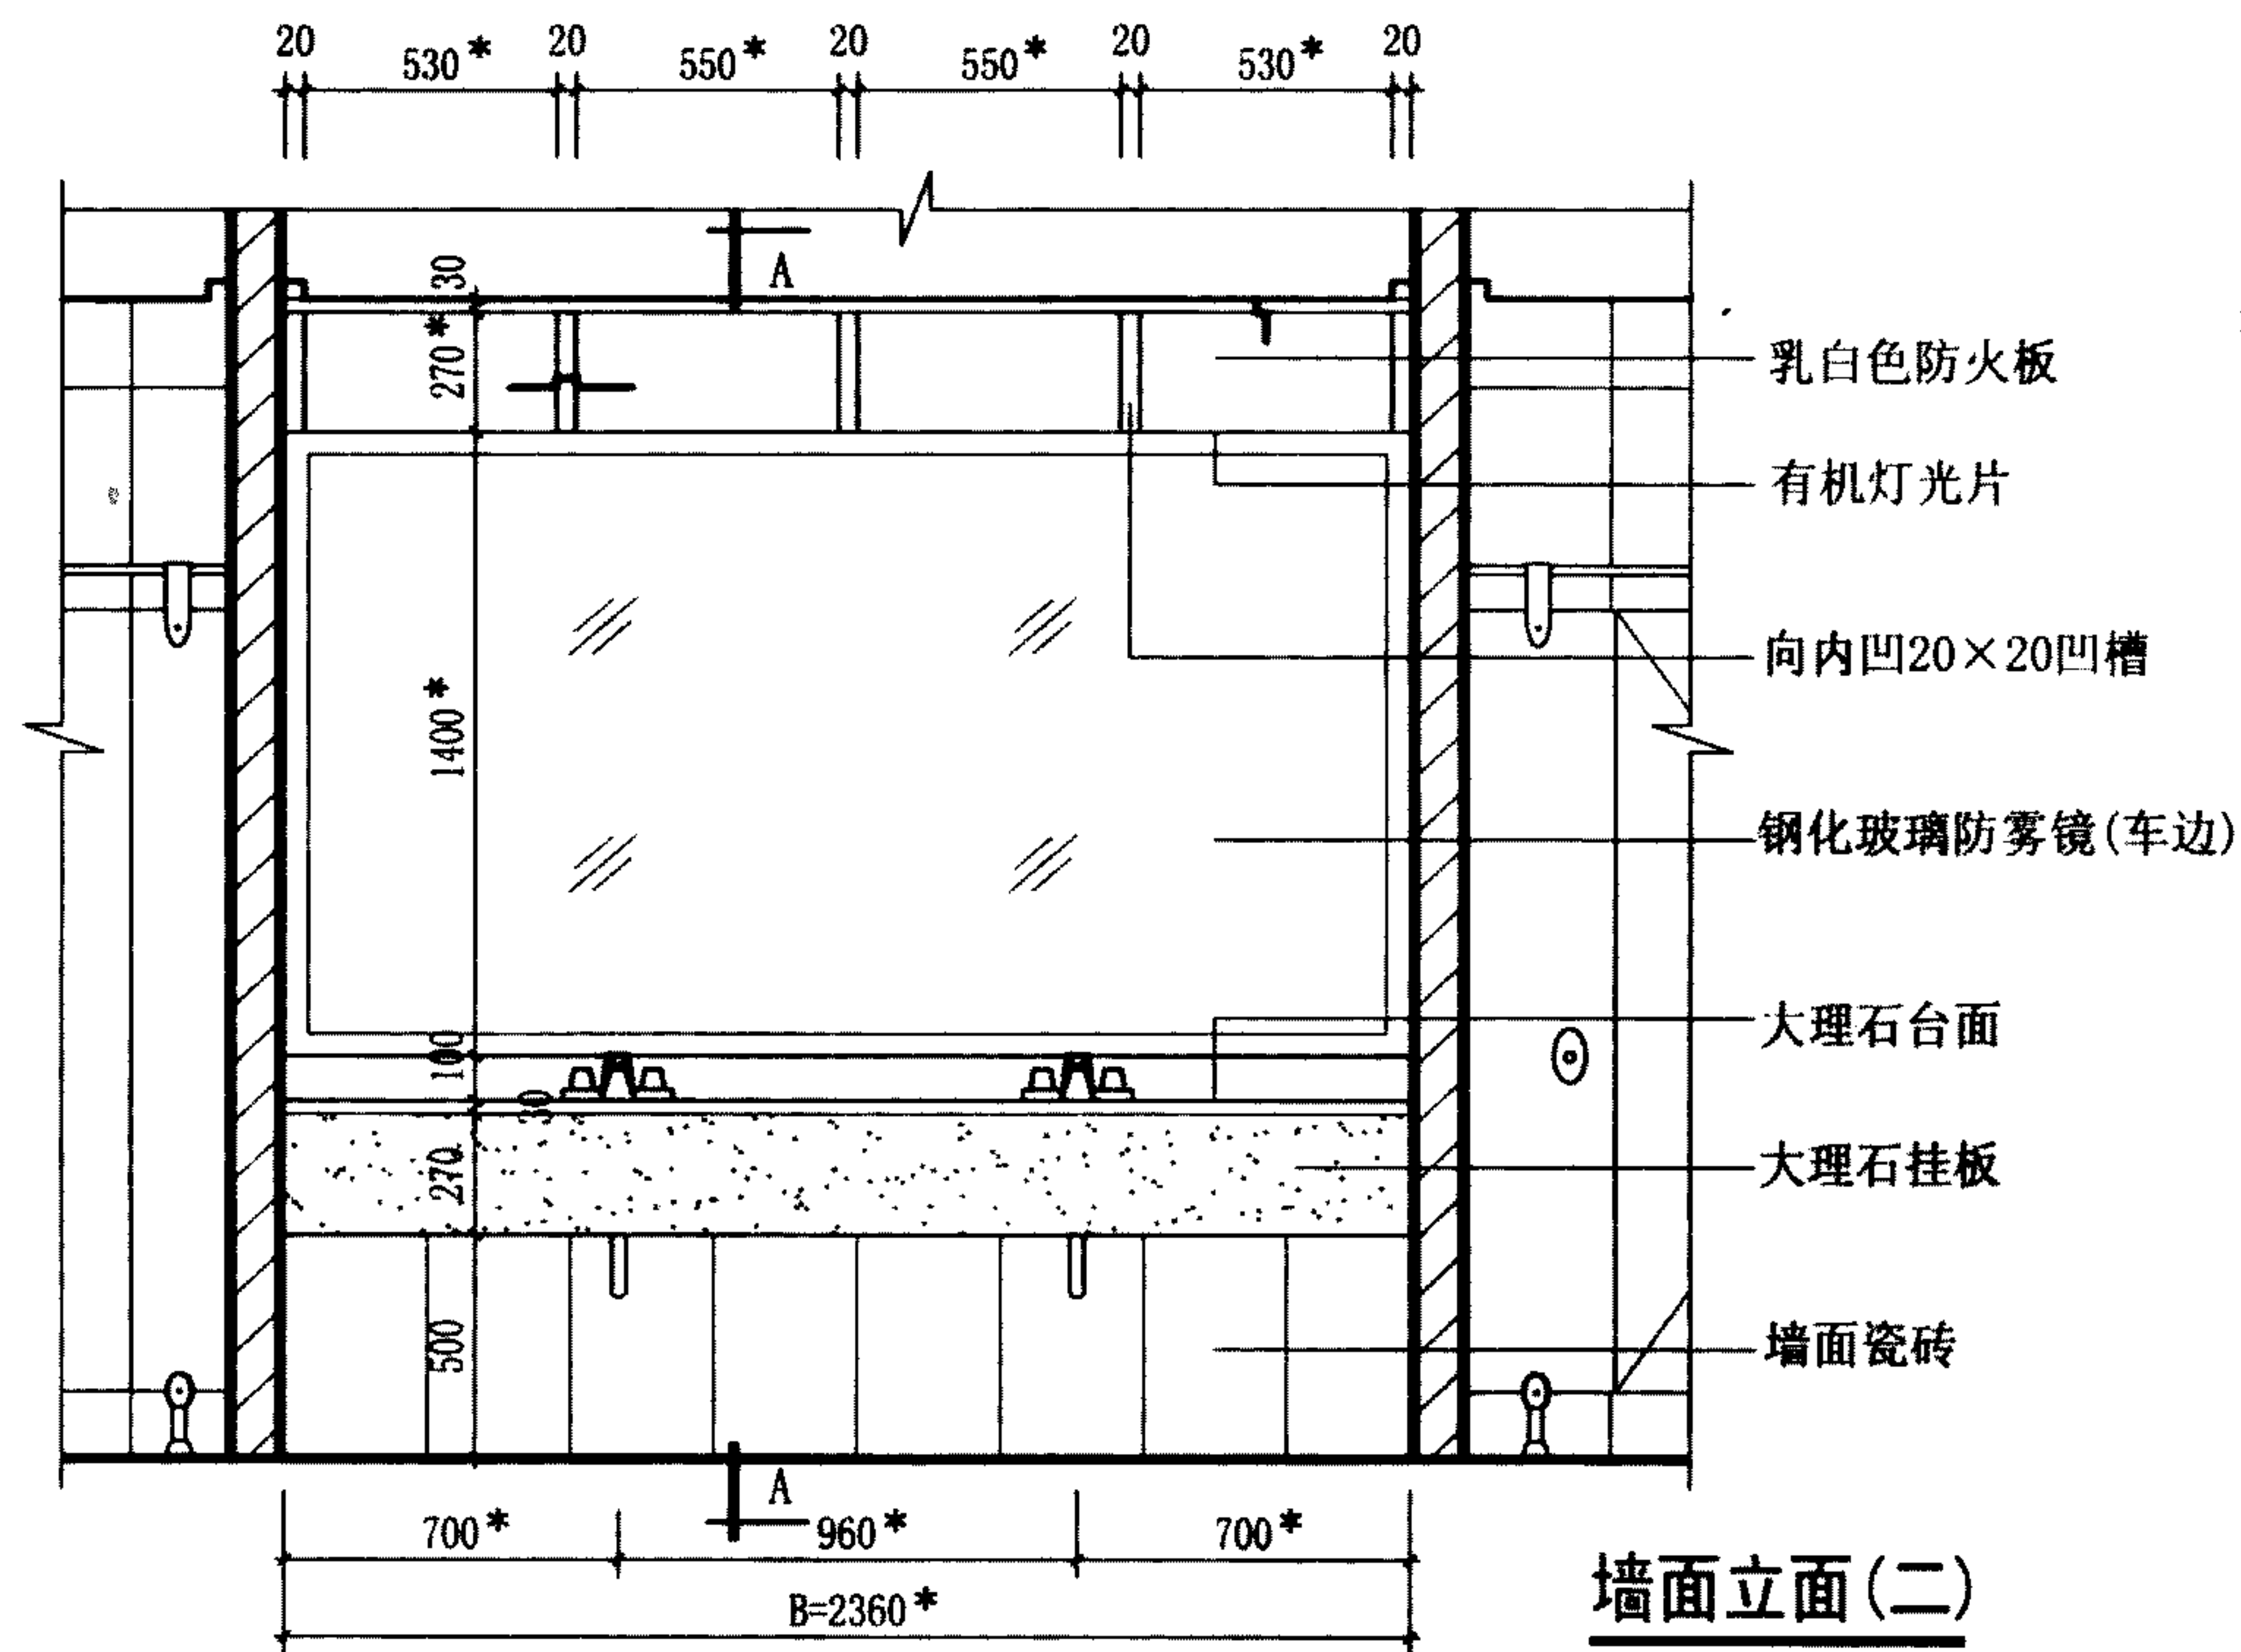 20 530* 20 550* 20 550* 20 530* 20
A
30
270*
乳白色防火板
有机灯光片
向内凹20×20凹槽
1400*
钢化玻璃防雾镜(车边)
大理石台面
100
30
270
大理石挂板
500
墙面瓷砖
A
700* 960* 700*
B=2360*
墙面立面(二)